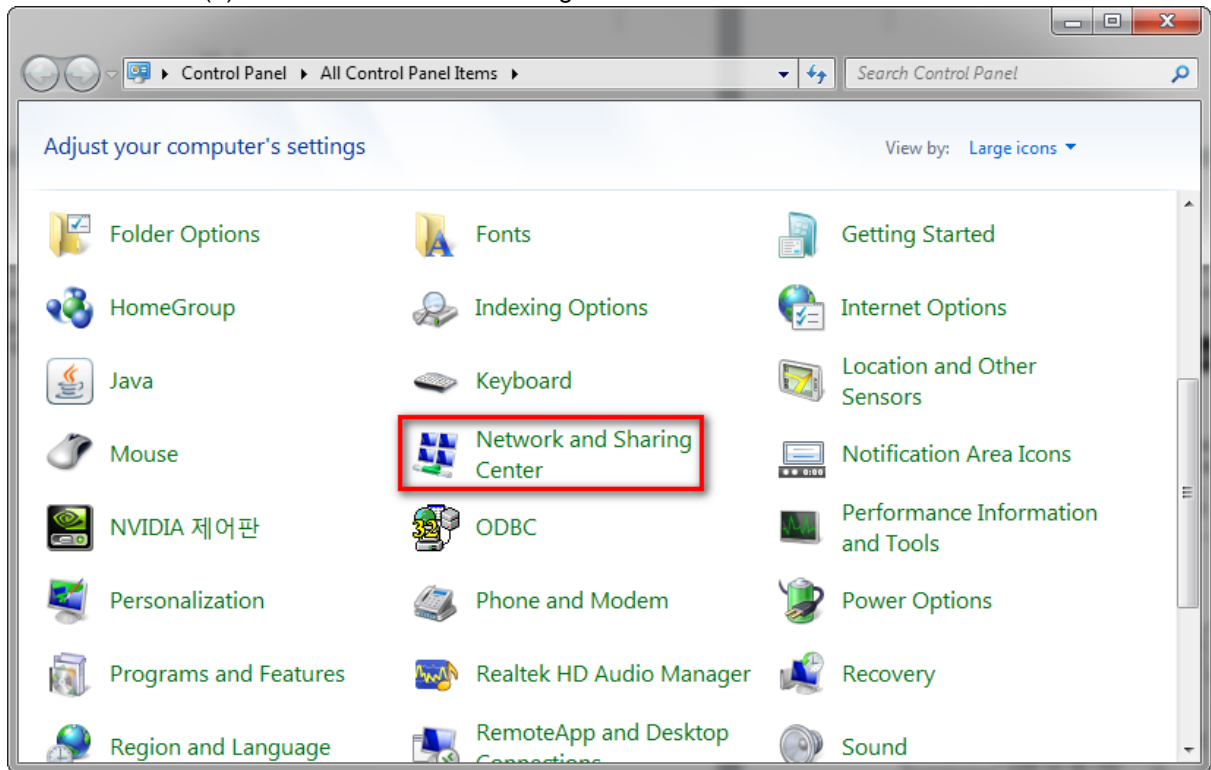 Control Panel ▸ All Control Panel Items ▸
Search Control Panel
Adjust your computer's settings
View by: Large icons
Folder Options
Fonts
Getting Started
HomeGroup
Indexing Options
Internet Options
Java
Keyboard
Location and Other
Sensors
Mouse
Network and Sharing
Center
Notification Area Icons
NVIDIA 제어판
32
ODBC
Performance Information
and Tools
Personalization
Phone and Modem
Power Options
Programs and Features
Realtek HD Audio Manager
Recovery
Region and Language
RemoteApp and Desktop
Connections
Sound